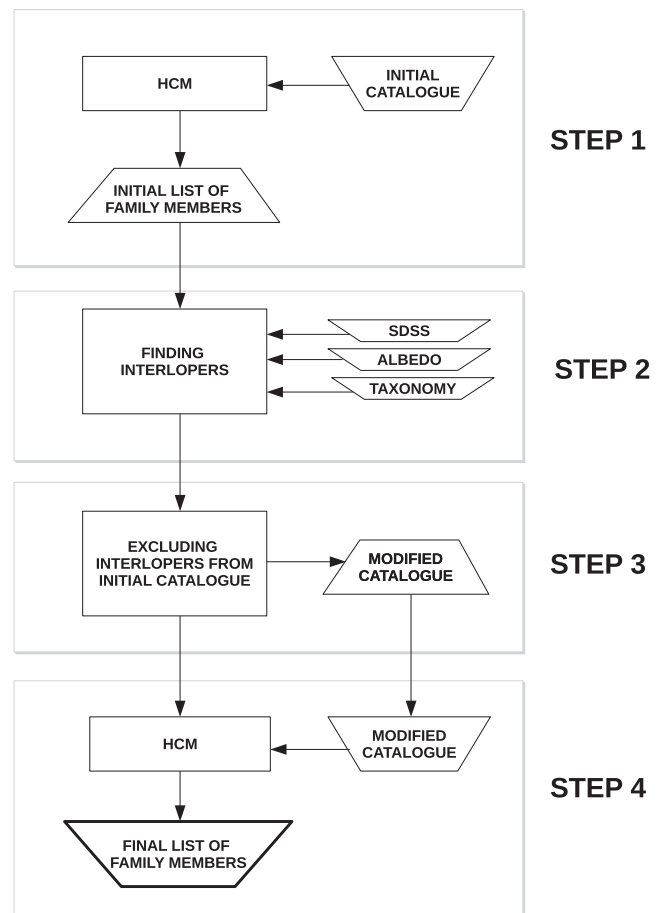 HCM
INITIAL
CATALOGUE
INITIAL LIST OF
FAMILY MEMBERS
STEP 1
FINDING
INTERLOPERS
SDSS
ALBEDO
TAXONOMY
STEP 2
EXCLUDING
INTERLOPERS FROM
INITIAL CATALOGUE
MODIFIED
CATALOGUE
STEP 3
HCM
MODIFIED
CATALOGUE
FINAL LIST OF
FAMILY MEMBERS
STEP 4